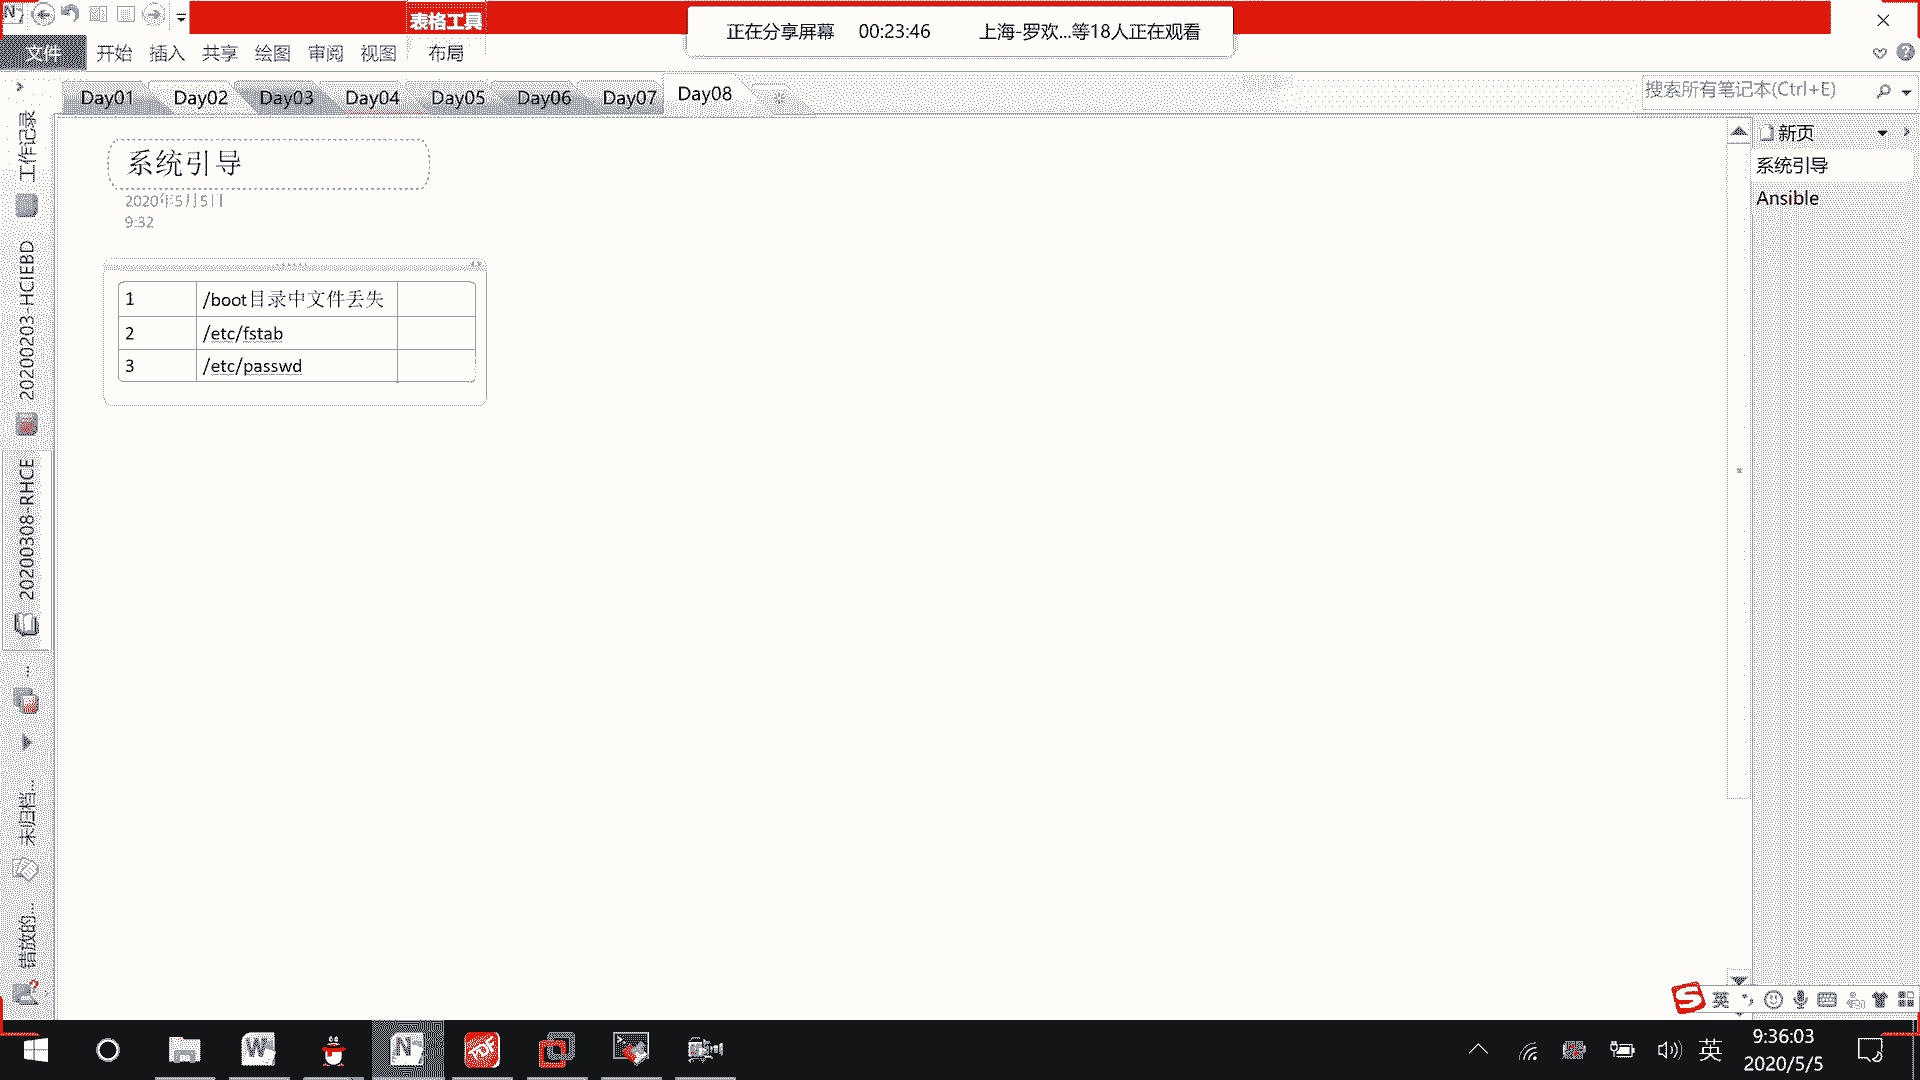 表格工具
正在分享屏幕 00:23:46 上海-罗欢...等18人正在观看
文件 开始 插入 共享 绘图 审阅 视图 布局
Day01 Day02 Day03 Day04 Day05 Day06 Day07 Day08
搜索所有笔记本(Ctrl+E)
工作记录
20200203-HCIEBD
20200308-RHCE
...
未归档...
错放的...
系统引导
2020年5月5日
9:32
1 /boot目录中文件丢失
2 /etc/fstab
3 /etc/passwd
新页
系统引导
Ansible
英
英
9:36:03
2020/5/5